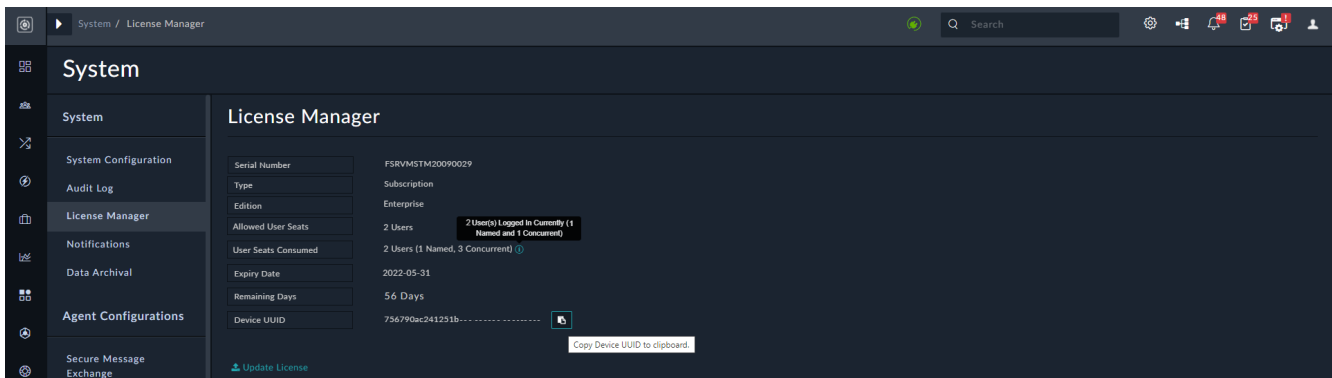 System / License Manager
Search
48
25
!
System
System
System Configuration
Audit Log
License Manager
Notifications
Data Archival
Agent Configurations
Secure Message
Exchange
License Manager
Serial Number FSRVMSTM20090029
Type Subscription
Edition Enterprise
Allowed User Seats 2 Users
2 User(s) Logged In Currently (1
Named and 1 Concurrent)
User Seats Consumed 2 Users (1 Named, 3 Concurrent)
Expiry Date 2022-05-31
Remaining Days 56 Days
Device UUID 756790ac241251b-------------------
Copy Device UUID to clipboard.
Update License